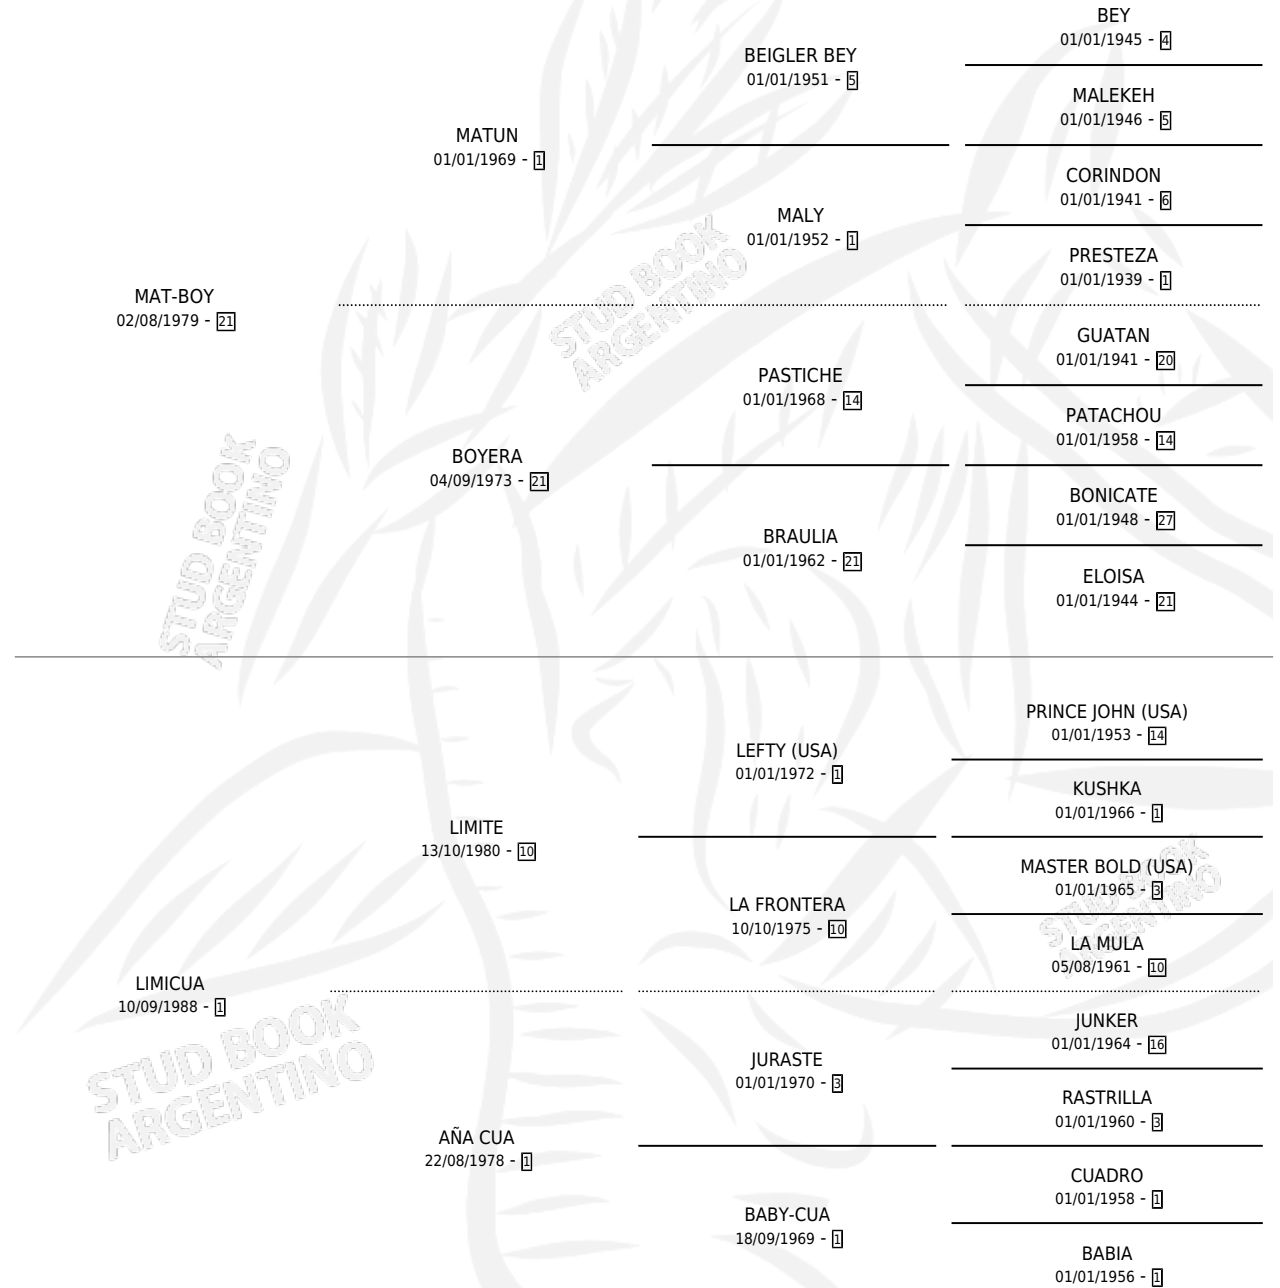 BEY
01/01/1945 - 4
BEIGLER BEY
01/01/1951 - 5
MALEKEH
01/01/1946 - 5
MATUN
01/01/1969 - 1
CORINDON
01/01/1941 - 6
MALY
01/01/1952 - 1
PRESTEZA
01/01/1939 - 1
MAT-BOY
02/08/1979 - 21
GUATAN
01/01/1941 - 20
PASTICHE
01/01/1968 - 14
PATACHOU
01/01/1958 - 14
BOYERA
04/09/1973 - 21
BONICATE
01/01/1948 - 27
BRAULIA
01/01/1962 - 21
ELOISA
01/01/1944 - 21
PRINCE JOHN (USA)
01/01/1953 - 14
LEFTY (USA)
01/01/1972 - 1
KUSHKA
01/01/1966 - 1
LIMITE
13/10/1980 - 10
MASTER BOLD (USA)
01/01/1965 - 3
LA FRONTERA
10/10/1975 - 10
LA MULA
05/08/1961 - 10
LIMICUA
10/09/1988 - 1
JUNKER
01/01/1964 - 16
JURASTE
01/01/1970 - 3
RASTRILLA
01/01/1960 - 3
AÑA CUA
22/08/1978 - 1
CUADRO
01/01/1958 - 1
BABY-CUA
18/09/1969 - 1
BABIA
01/01/1956 - 1
STUD BOOK
ARGENTINO
STUD BOOK
ARGENTINO
STUD BOOK
ARGENTINO
STUD BOOK
ARGENTINO